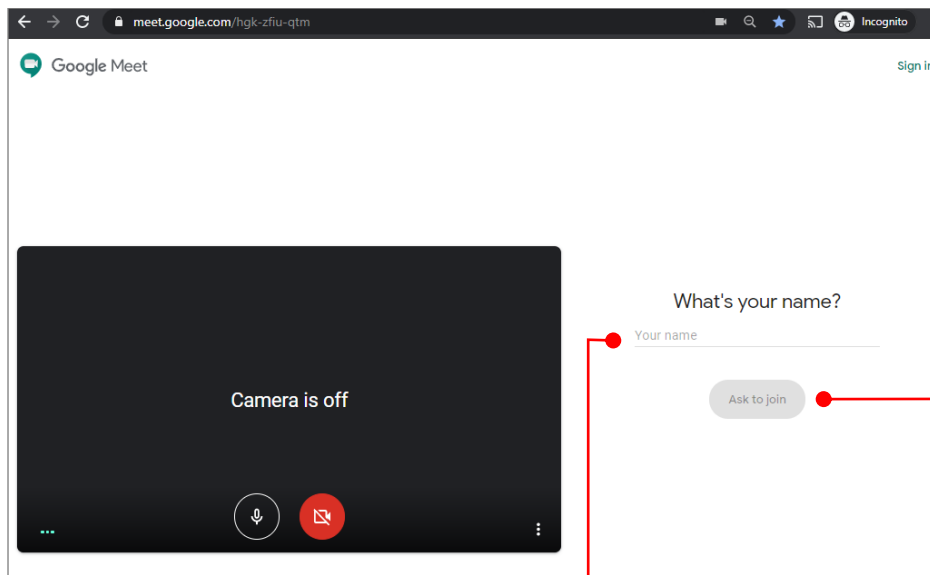 meet.google.com/hgk-zfiu-qtm
Incognito
Google Meet
Sign in
What's your name?
Your name
Camera is off
Ask to join